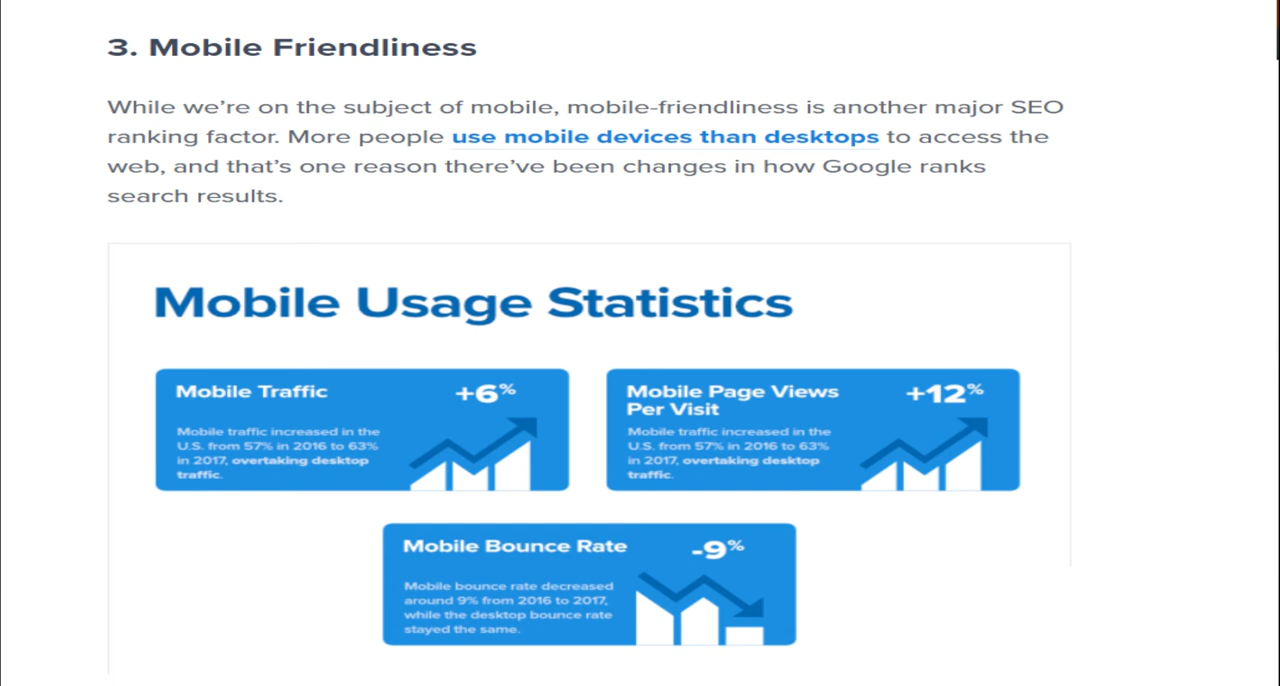 3. Mobile Friendliness
While we're on the subject of mobile, mobile-friendliness is another major SEO
ranking factor. More people use mobile devices than desktops to access the
web, and that's one reason there've been changes in how Google ranks
search results.
Mobile Usage Statistics
Mobile Traffic
+6%
Mobile traffic increased in the
U.S. from 57% in 2016 to 63%
in 2017, overtaking desktop
traffic.
Mobile Page Views
Per Visit
+12%
Mobile traffic increased in the
U.S. from 57% in 2016 to 63%
in 2017, overtaking desktop
traffic.
Mobile Bounce Rate
-9%
Mobile bounce rate decreased
around 9% from 2016 to 2017,
while the desktop bounce rate
stayed the same.